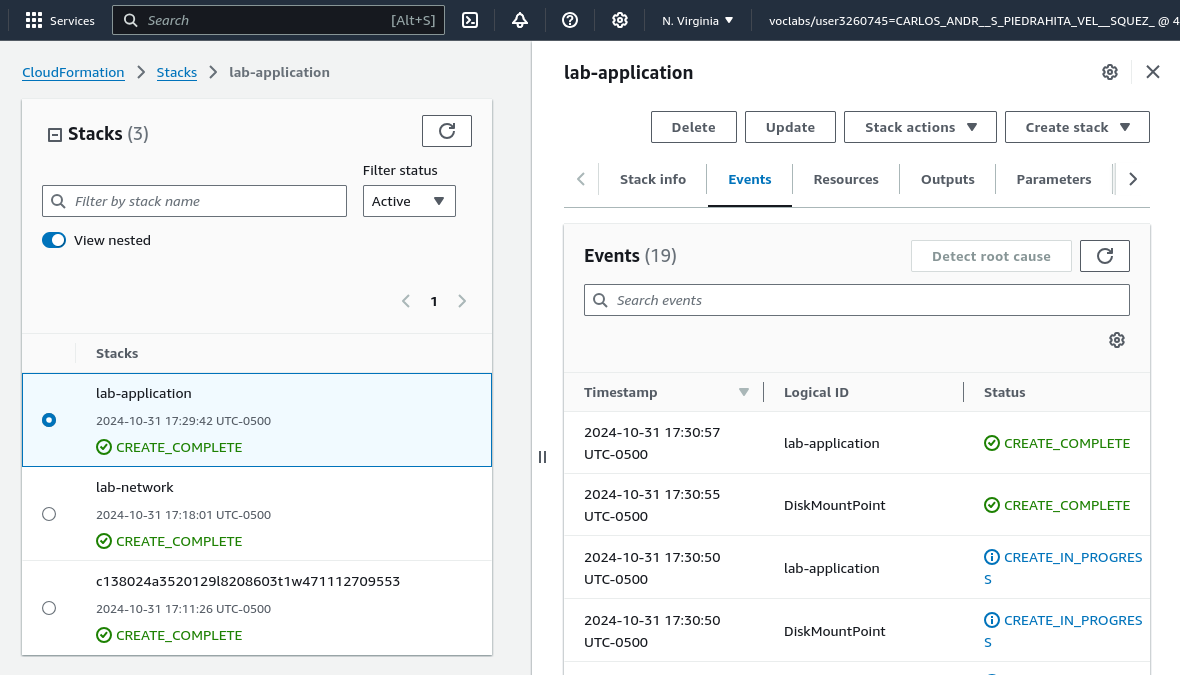 Services
Search
[Alt+S]
N. Virginia
voclabs/user3260745=CARLOS_ANDR__S_PIEDRAHITA_VEL__SQUEZ_ @ 4
CloudFormation
Stacks
lab-application
Stacks (3)
Filter status
Filter by stack name
Active
View nested
1
Stacks
lab-application
2024-10-31 17:29:42 UTC-0500
CREATE_COMPLETE
lab-network
2024-10-31 17:18:01 UTC-0500
CREATE_COMPLETE
c138024a3520129l8208603t1w471112709553
2024-10-31 17:11:26 UTC-0500
CREATE_COMPLETE
lab-application
Delete
Update
Stack actions
Create stack
Stack info
Events
Resources
Outputs
Parameters
Events (19)
Detect root cause
Search events
Timestamp
Logical ID
Status
2024-10-31 17:30:57
UTC-0500
lab-application
CREATE_COMPLETE
2024-10-31 17:30:55
UTC-0500
DiskMountPoint
CREATE_COMPLETE
2024-10-31 17:30:50
UTC-0500
lab-application
CREATE_IN_PROGRES
S
2024-10-31 17:30:50
UTC-0500
DiskMountPoint
CREATE_IN_PROGRES
S